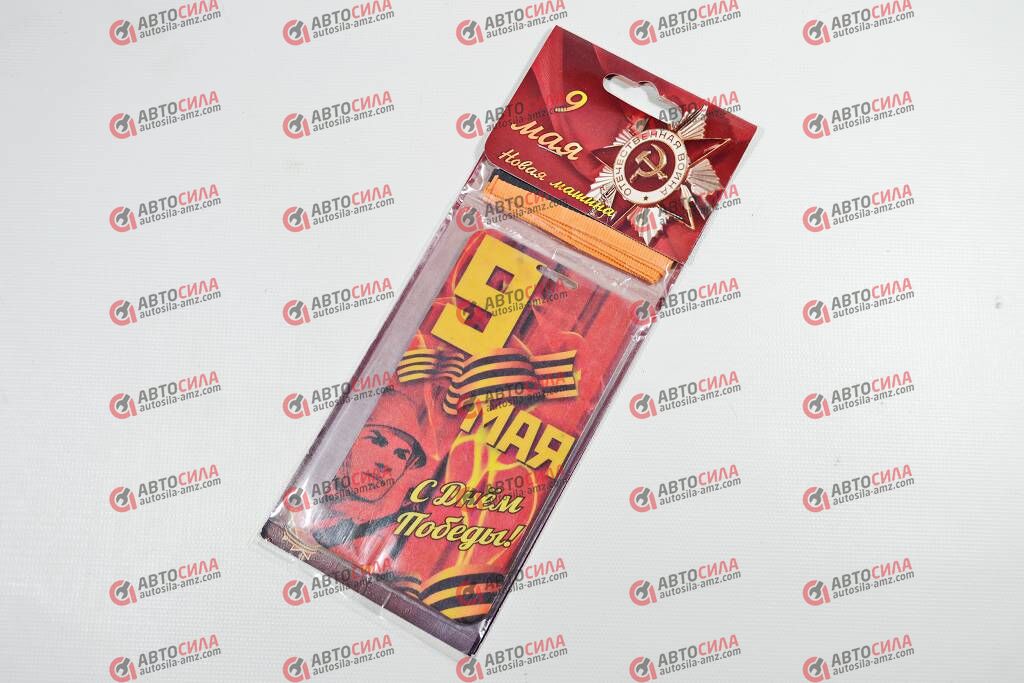 9
мая
Новая машина
ОТЕЧЕСТВЕННАЯ ВОЙНА
9
МАЯ
С Днём
Победы!
АВТОСИЛА
autosila-amz.com